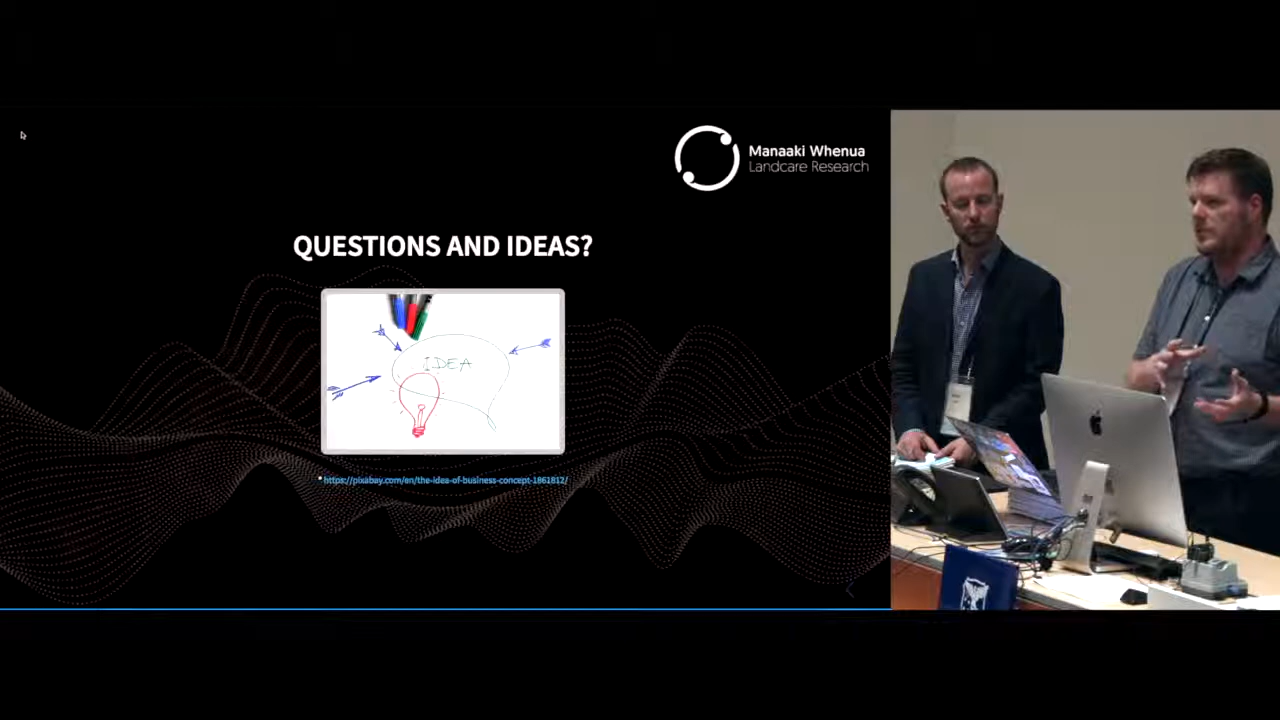 Manaaki Whenua
Landcare Research
QUESTIONS AND IDEAS?
IDEA
https://pixabay.com/en/the-idea-of-business-concept-1861812/